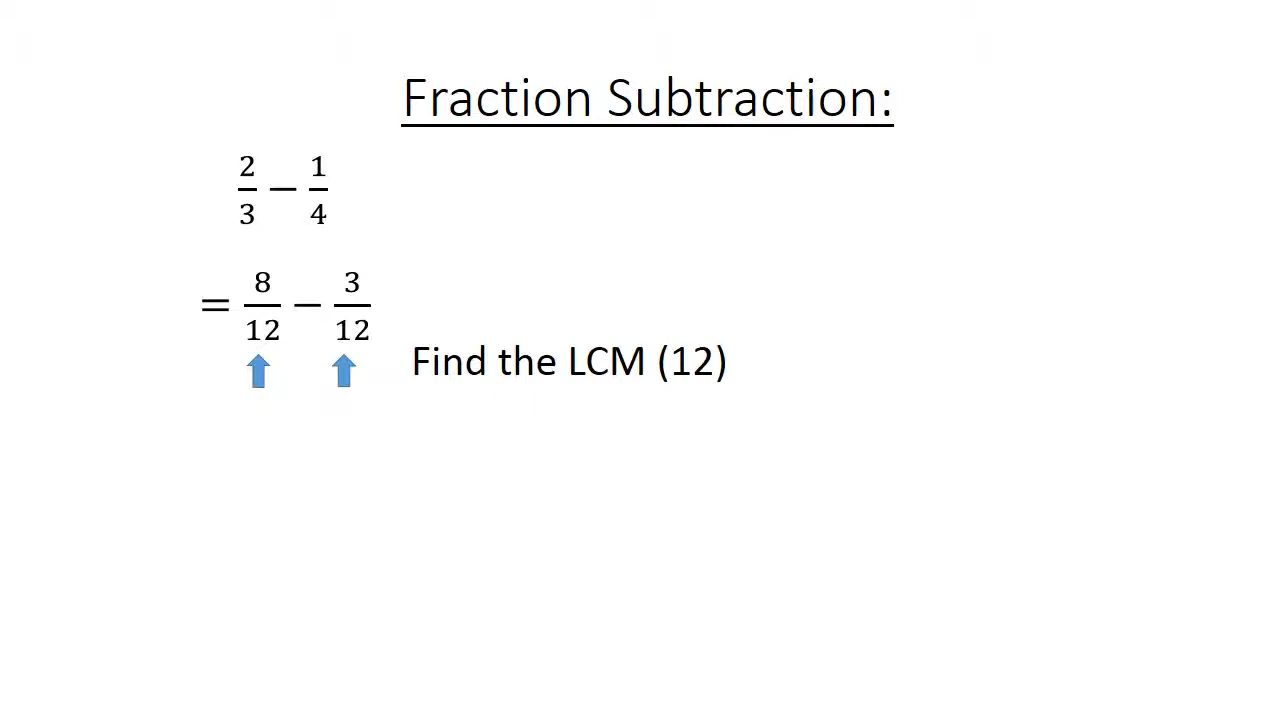 Fraction Subtraction:
2/3 − 1/4
= 8/12 − 3/12
Find the LCM (12)